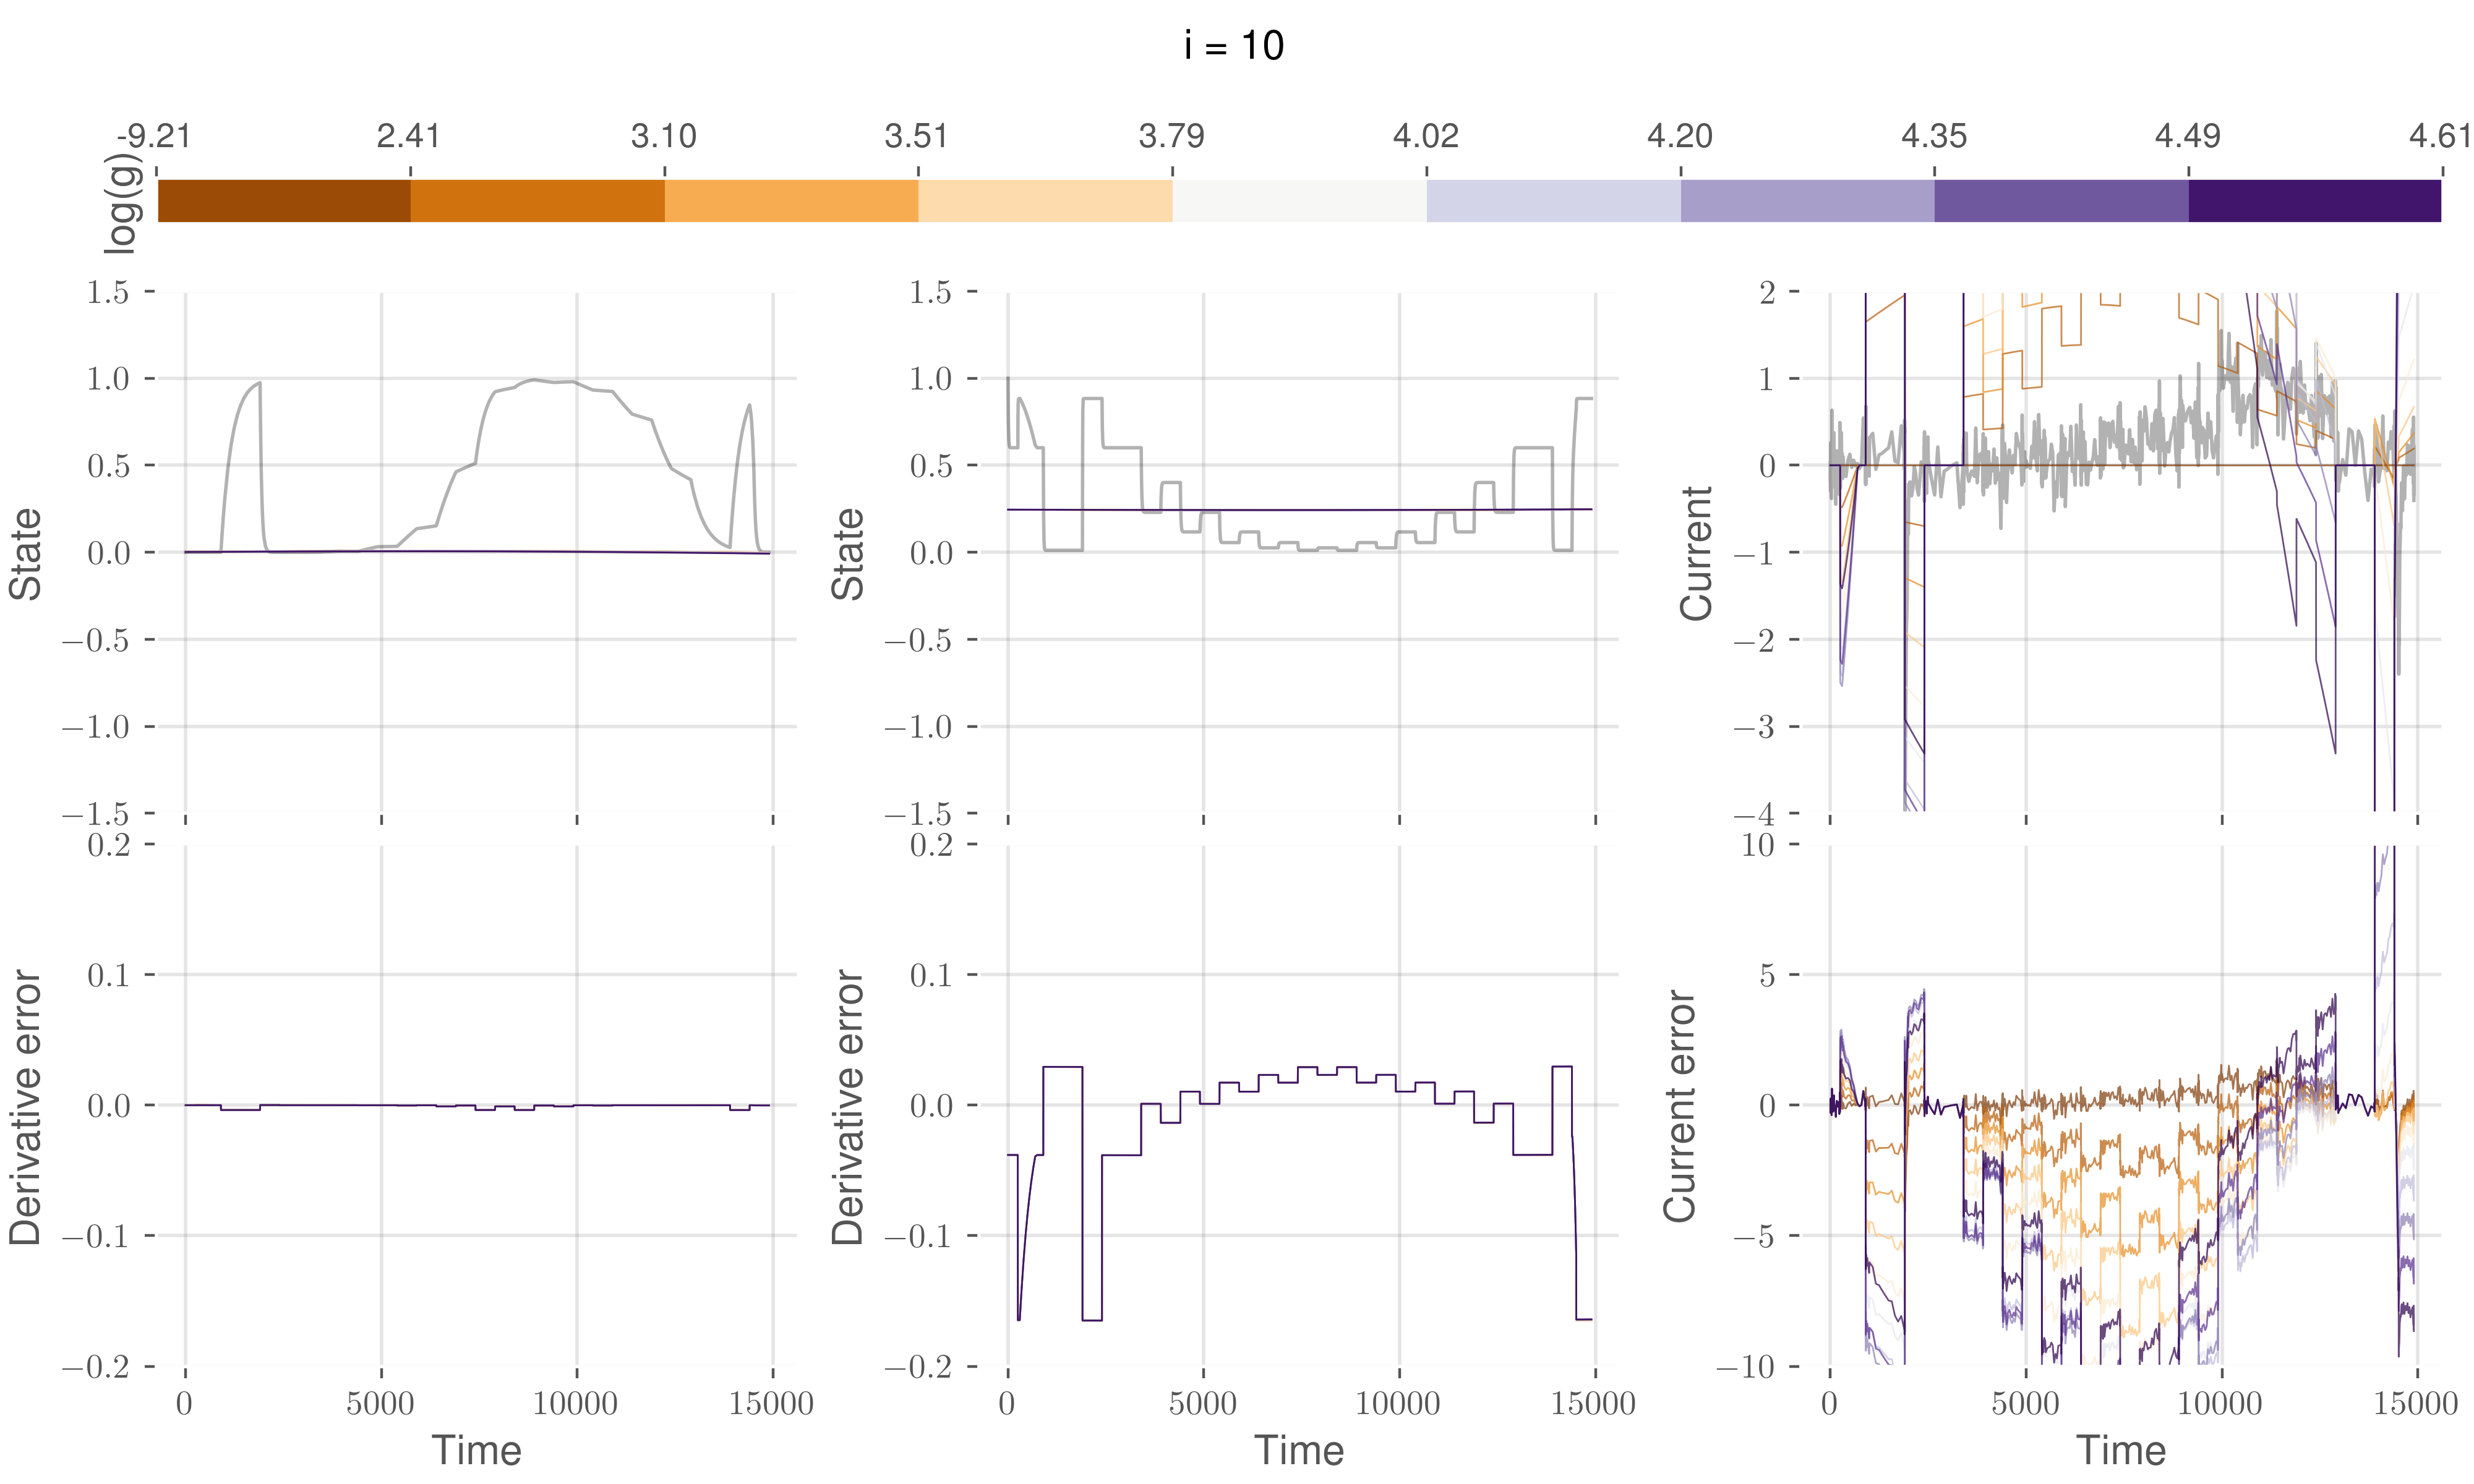 i = 10
-9.21 2.41 3.10 3.51 3.79 4.02 4.20 4.35 4.49 4.61
log(g)
1.5 1.0 0.5 0.0 −0.5 −1.0 −1.5
State
1.5 1.0 0.5 0.0 −0.5 −1.0 −1.5
State
2 1 0 −1 −2 −3 −4
Current
0.2 0.1 0.0 −0.1 −0.2
Derivative error
0 5000 10000 15000
Time
0.2 0.1 0.0 −0.1 −0.2
Derivative error
0 5000 10000 15000
Time
10 5 0 −5 −10
Current error
0 5000 10000 15000
Time